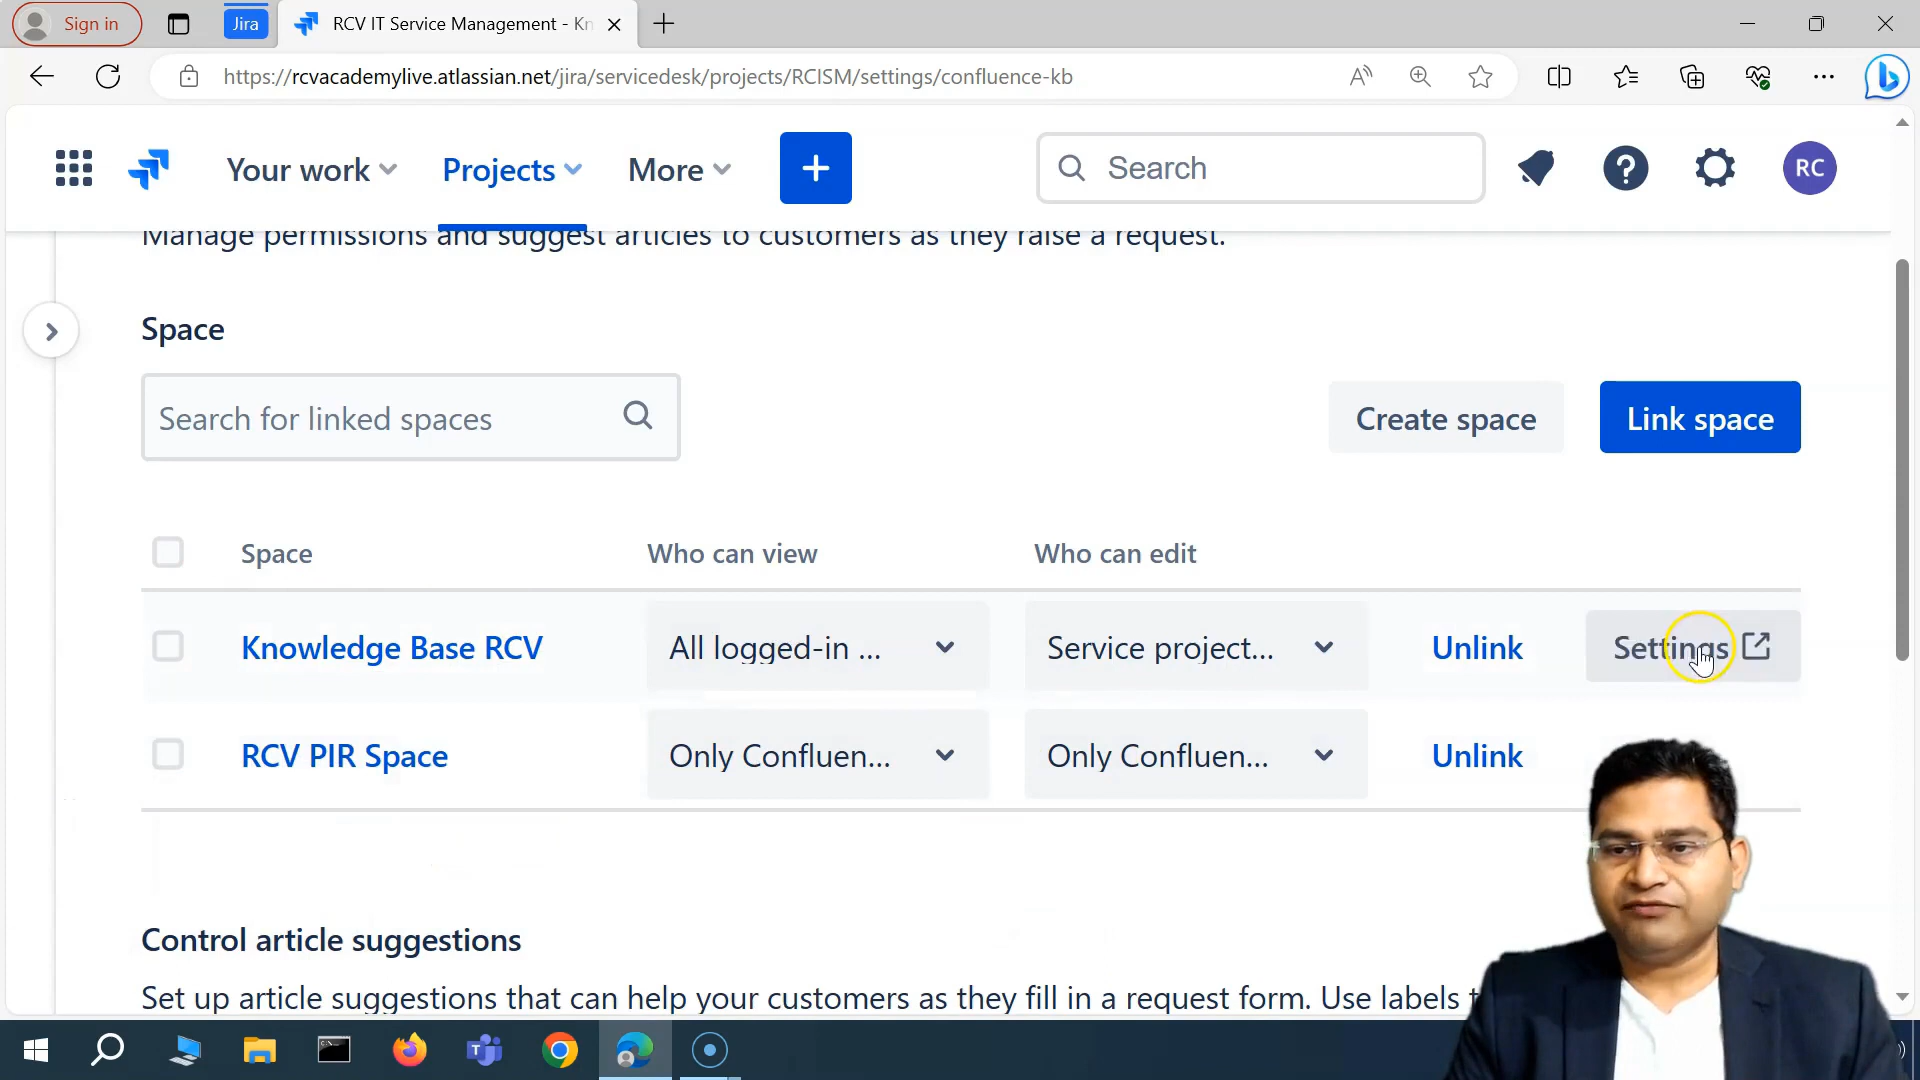 Sign in
Jira
RCV IT Service Management - Kn
https://rcvacademylive.atlassian.net/jira/servicedesk/projects/RCISM/settings/confluence-kb
Your work
Projects
More
Search
RC
Manage permissions and suggest articles to customers as they raise a request.
Space
Search for linked spaces
Create space
Link space
Space Who can view Who can edit
Knowledge Base RCV All logged-in ... Service project... Unlink Settings
RCV PIR Space Only Confluen... Only Confluen... Unlink
Control article suggestions
Set up article suggestions that can help your customers as they fill in a request form. Use labels